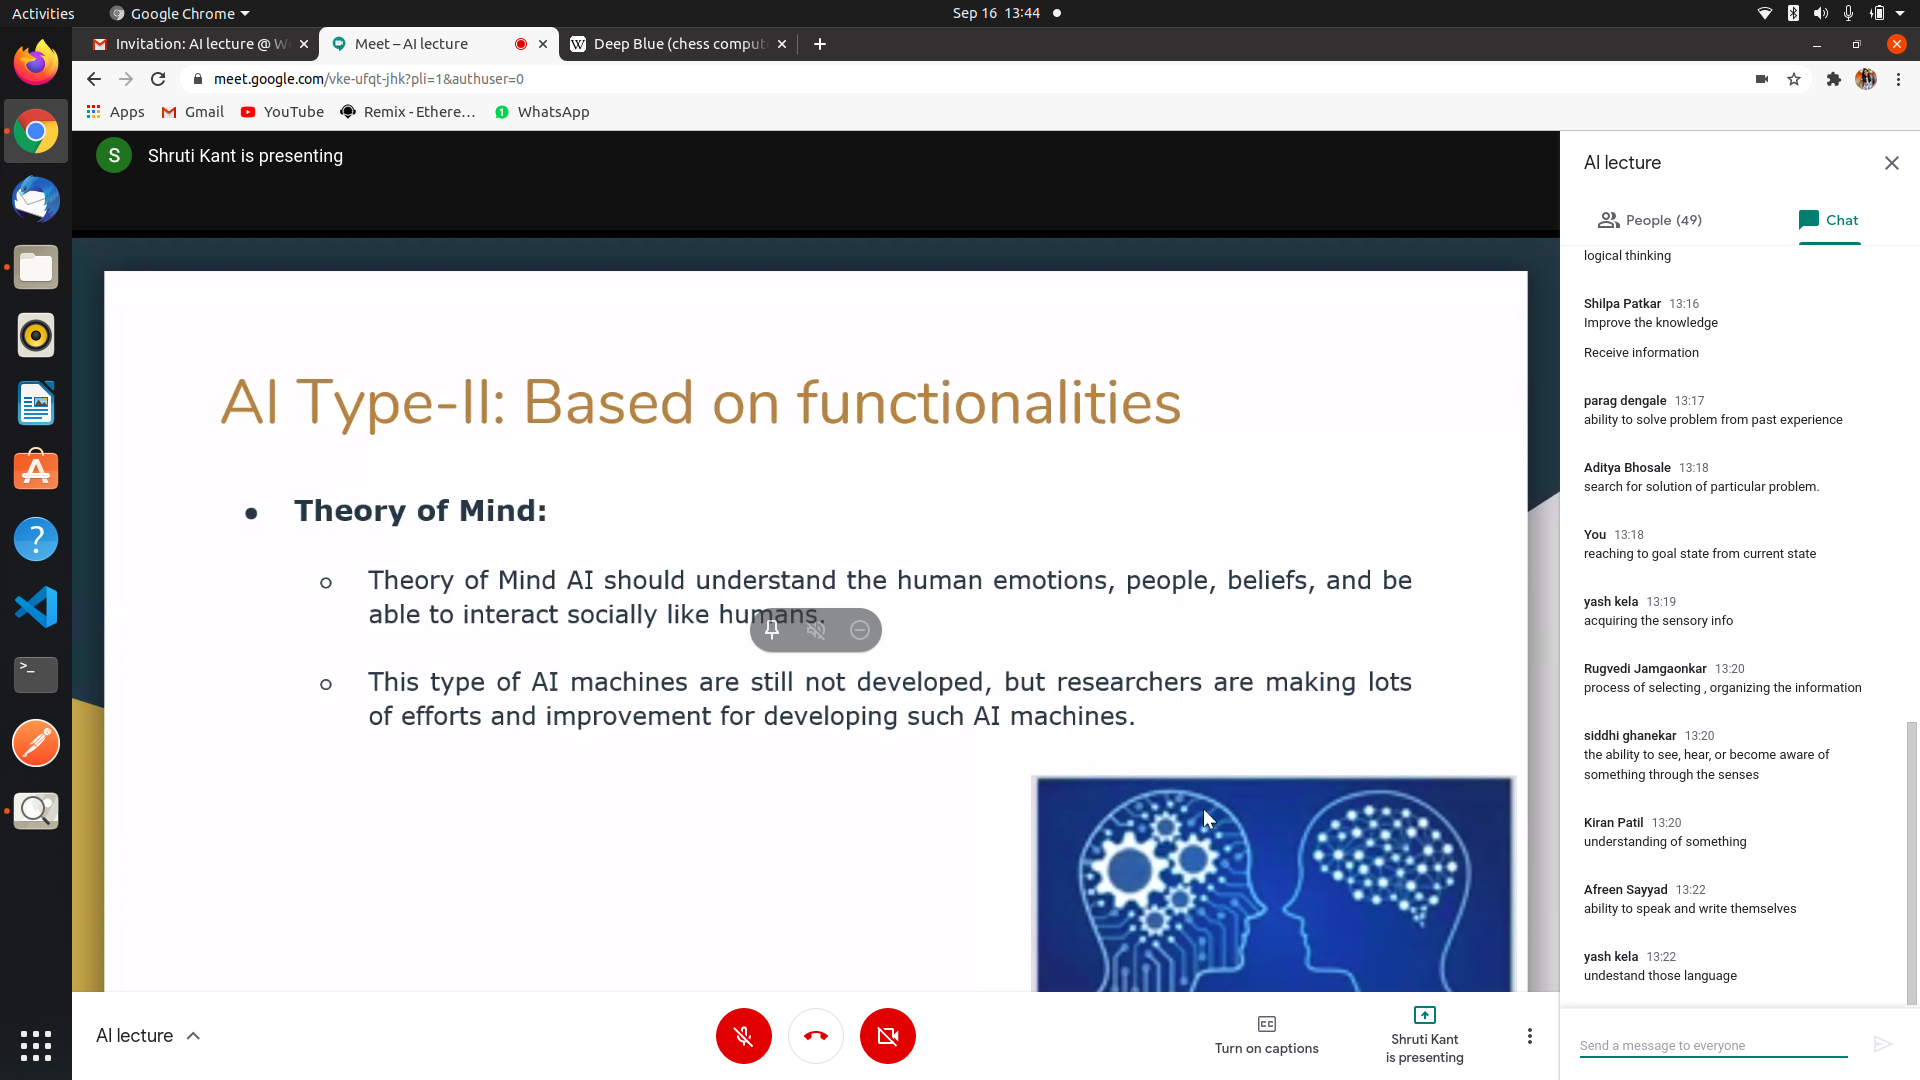 Activities
Google Chrome
Sep 16 13:44
Invitation: AI lecture @ W
Meet – AI lecture
Deep Blue (chess comput
meet.google.com/vke-ufqt-jhk?pli=1&authuser=0
Apps
Gmail
YouTube
Remix - Ethere…
WhatsApp
S
Shruti Kant is presenting
AI Type-II: Based on functionalities
Theory of Mind:
Theory of Mind AI should understand the human emotions, people, beliefs, and be
able to interact socially like humans.
This type of AI machines are still not developed, but researchers are making lots
of efforts and improvement for developing such AI machines.
AI lecture
Turn on captions
Shruti Kant
is presenting
AI lecture
People (49)
Chat
logical thinking
Shilpa Patkar 13:16
Improve the knowledge
Receive information
parag dengale 13:17
ability to solve problem from past experience
Aditya Bhosale 13:18
search for solution of particular problem.
You 13:18
reaching to goal state from current state
yash kela 13:19
acquiring the sensory info
Rugvedi Jamgaonkar 13:20
process of selecting , organizing the information
siddhi ghanekar 13:20
the ability to see, hear, or become aware of
something through the senses
Kiran Patil 13:20
understanding of something
Afreen Sayyad 13:22
ability to speak and write themselves
yash kela 13:22
undestand those language
Send a message to everyone